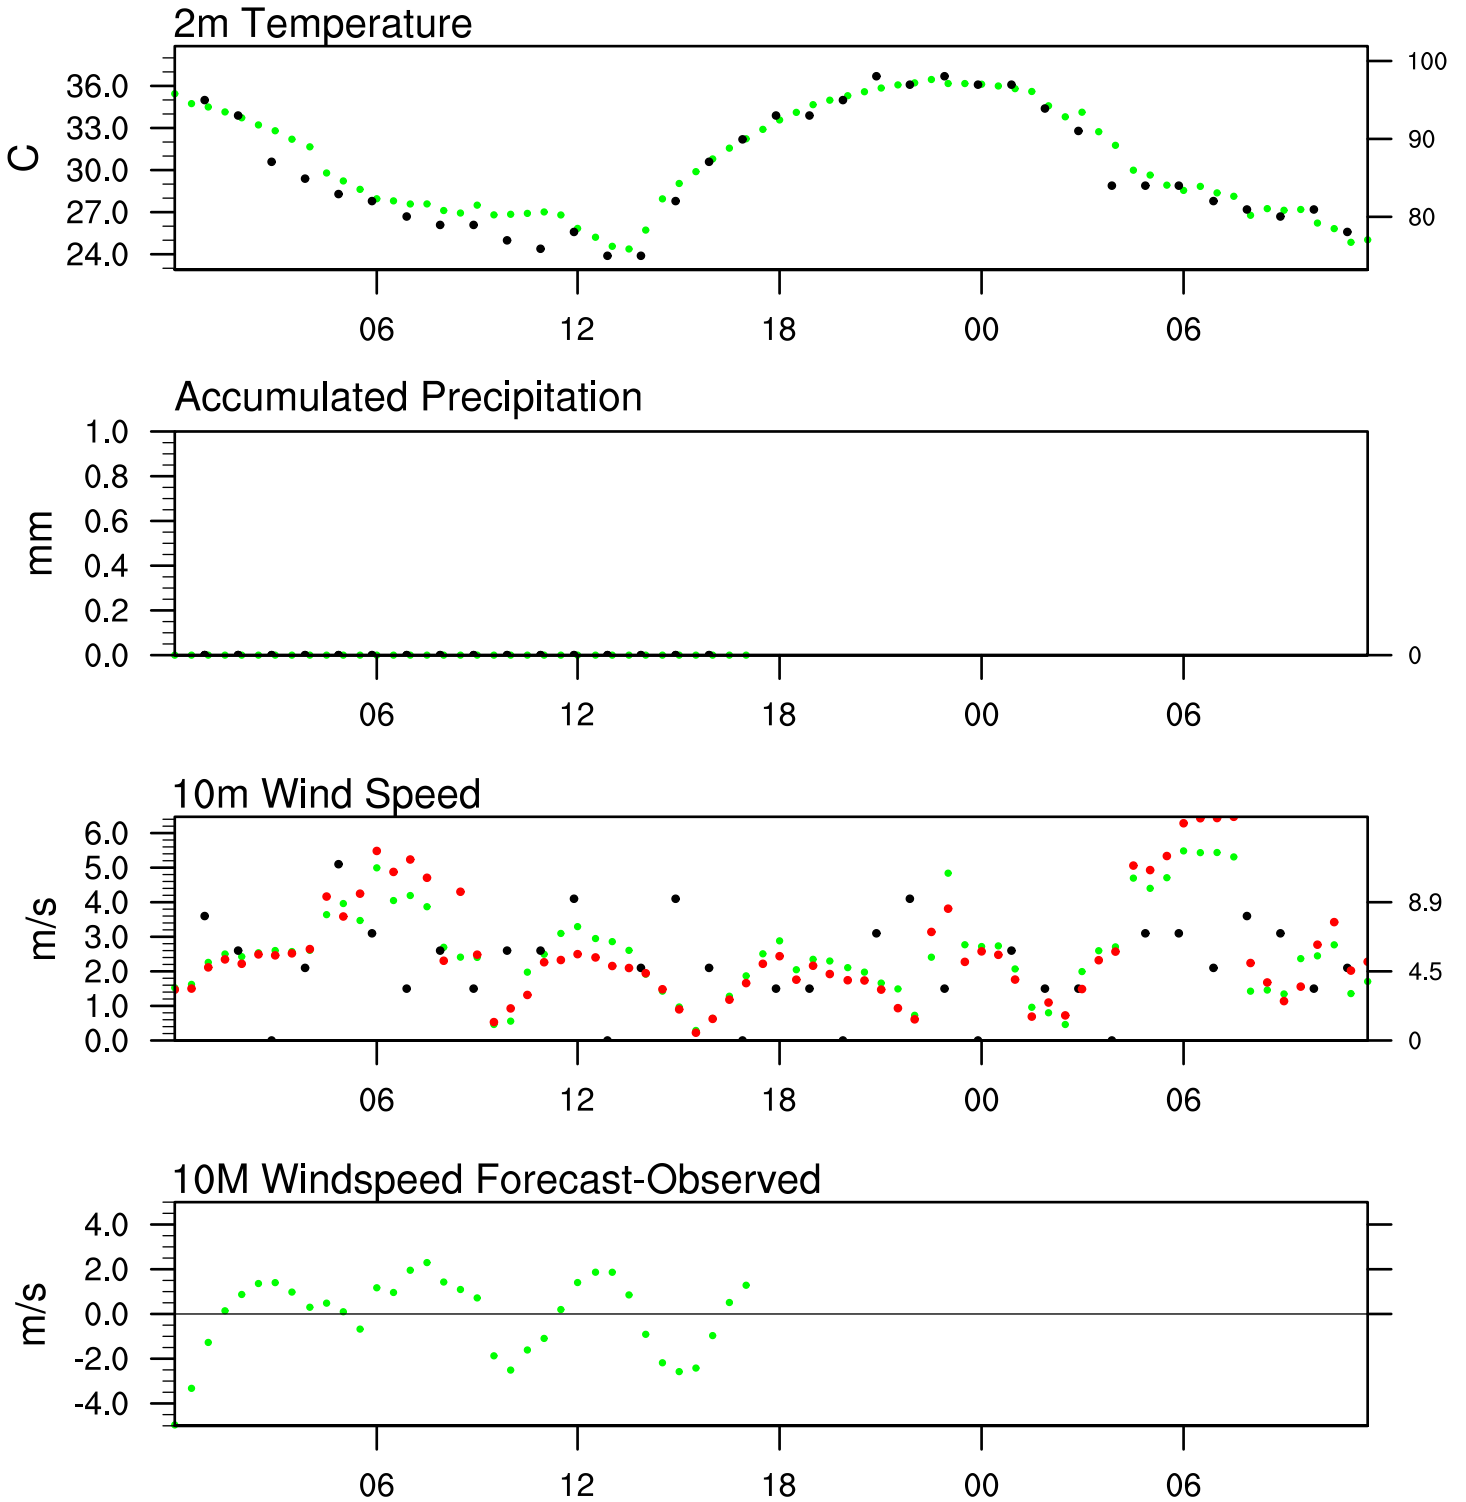 2m Temperature
36.0
33.0
30.0
27.0
24.0
C
100
90
80
06 12 18 00 06
Accumulated Precipitation
1.0
0.8
0.6
0.4
0.2
0.0
mm
0
06 12 18 00 06
10m Wind Speed
6.0
5.0
4.0
3.0
2.0
1.0
0.0
m/s
8.9
4.5
0
06 12 18 00 06
10M Windspeed Forecast-Observed
4.0
2.0
0.0
-2.0
-4.0
m/s
06 12 18 00 06